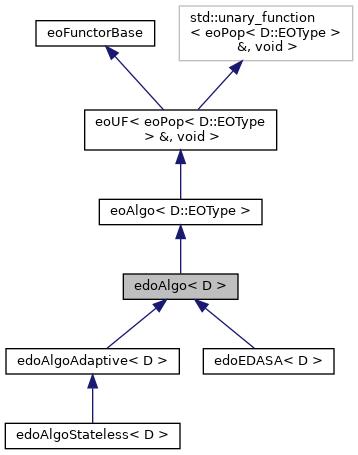 eoFunctorBase
std::unary_function
< eoPop< D::EOType >
&, void >
eoUF< eoPop< D::EOType
> &, void >
eoAlgo< D::EOType >
edoAlgo< D >
edoAlgoAdaptive< D >
edoEDASA< D >
edoAlgoStateless< D >